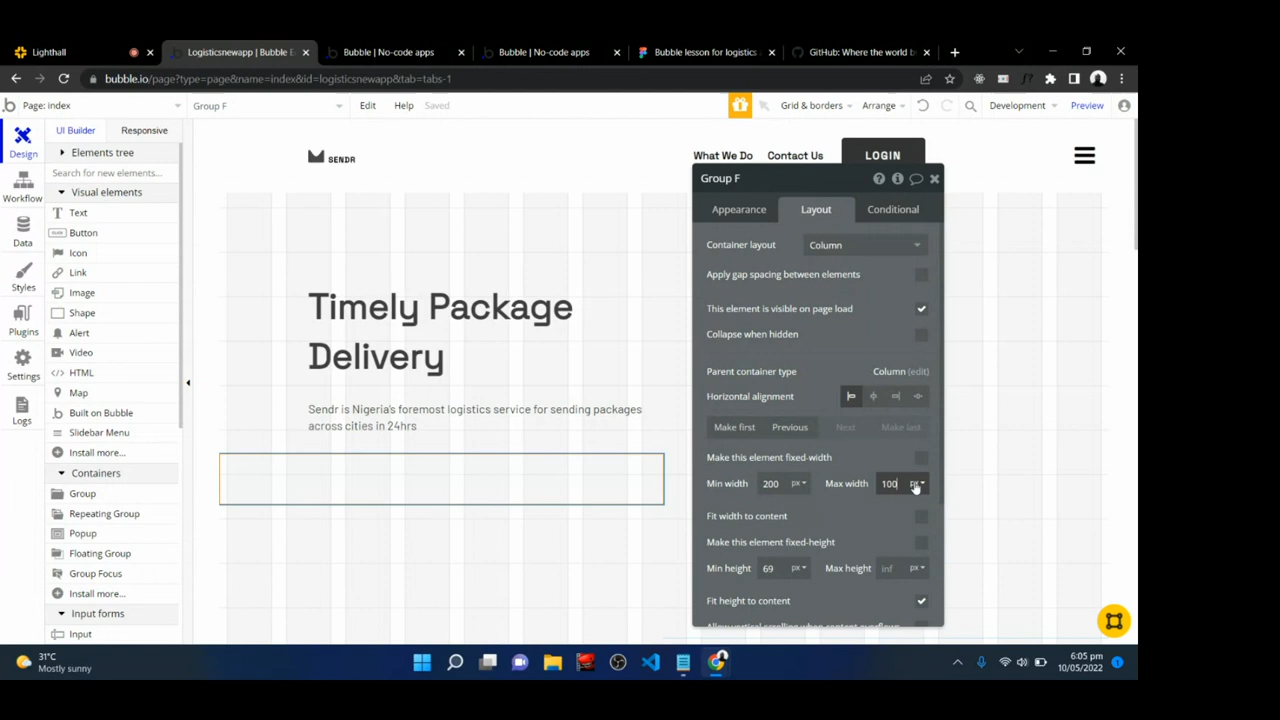 Lighthall
Logisticsnewapp | Bubble E
Bubble | No-code apps
Bubble | No-code apps
Bubble lesson for logistics
GitHub: Where the world b
bubble.io/page?type=page&name=index&id=logisticsnewapp&tab=tabs-1
Page: index
Group F
Edit
Help
Saved
Grid & borders
Arrange
Development
Preview
Design
Workflow
Data
Styles
Plugins
Settings
Logs
UI Builder
Responsive
Elements tree
Search for new elements...
Visual elements
Text
Button
CLICK
Icon
Link
Image
Shape
Alert
Video
HTML
Map
Built on Bubble
Slidebar Menu
Install more...
Containers
Group
Repeating Group
Popup
Floating Group
Group Focus
Install more...
Input forms
Input
SENDR
What We Do
Contact Us
LOGIN
Timely Package
Delivery
Sendr is Nigeria's foremost logistics service for sending packages
across cities in 24hrs
Group F
Appearance
Layout
Conditional
Container layout
Column
Apply gap spacing between elements
This element is visible on page load
Collapse when hidden
Parent container type
Column (edit)
Horizontal alignment
Make first
Previous
Next
Make last
Make this element fixed-width
Min width
200
px
Max width
100
px
Fit width to content
Make this element fixed-height
Min height
69
px
Max height
inf
px
Fit height to content
Allow vertical scrolling when content overflows
31°C
Mostly sunny
6:05 pm
10/05/2022
1